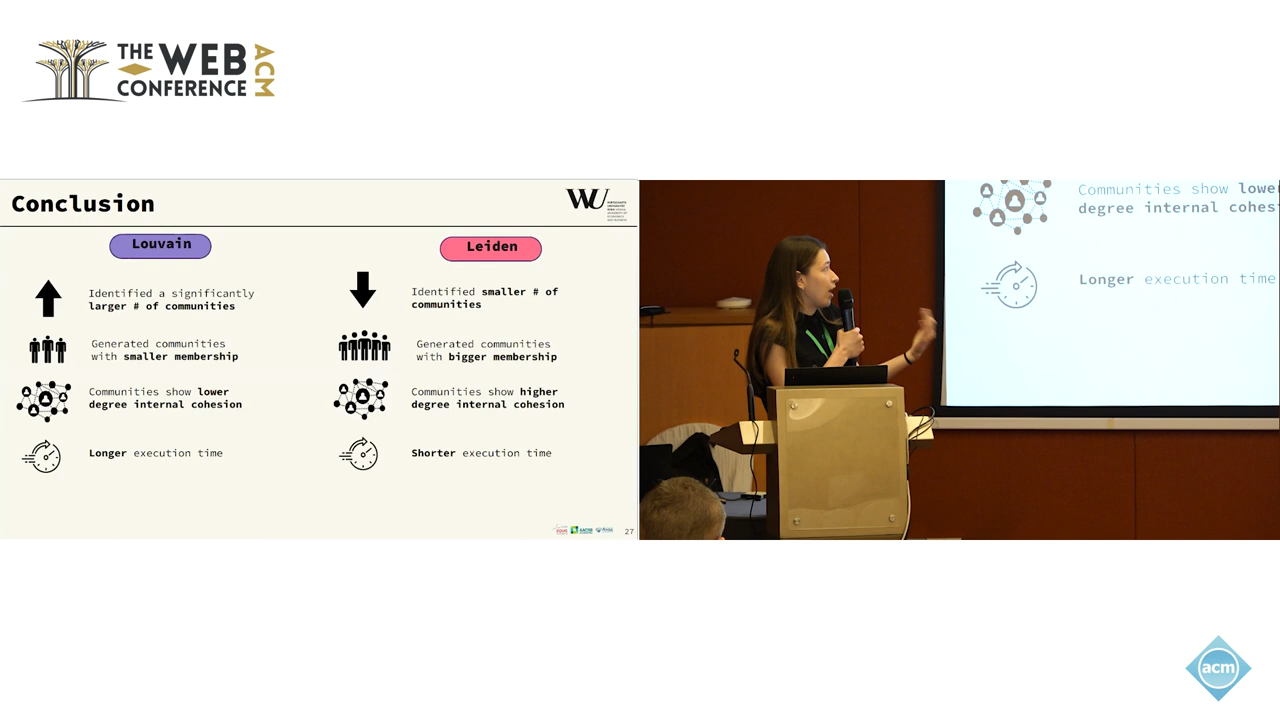 THE WEB
CONFERENCE
ACM
Conclusion
WU
Louvain
Leiden
Identified a significantly
larger # of communities
Identified smaller # of
communities
Generated communities
with smaller membership
Generated communities
with bigger membership
Communities show lower
degree internal cohesion
Communities show higher
degree internal cohesion
Longer execution time
Shorter execution time
27
Communities show lowe
degree internal cohes
Longer execution time
acm